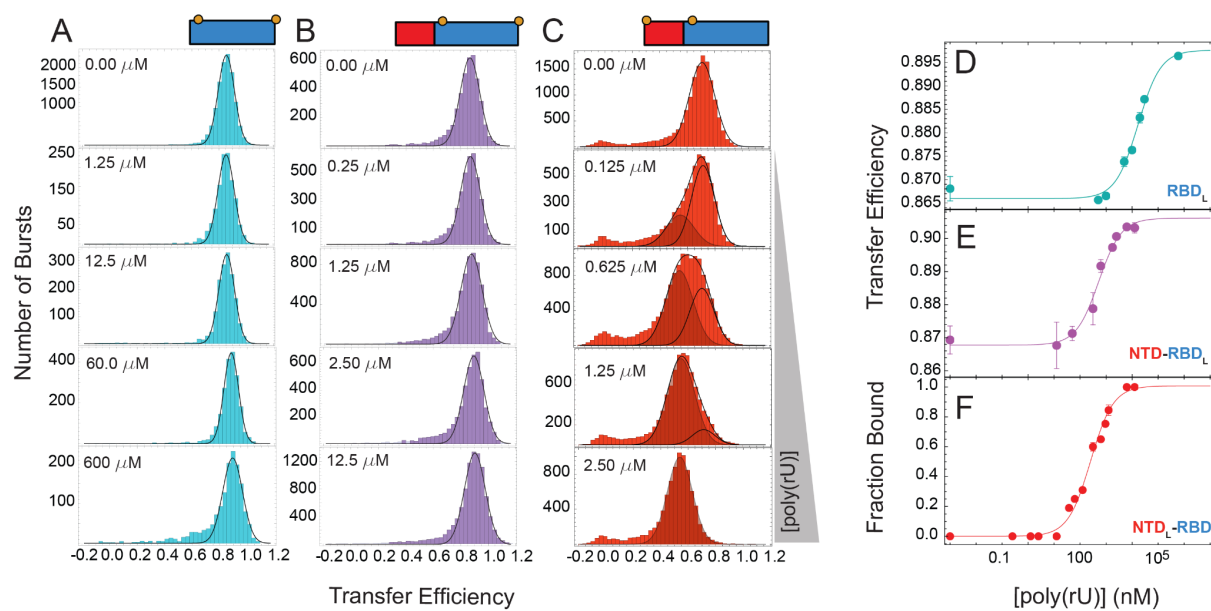 A
B
C
Number of Bursts
0.00 μM
2000
1500
1000
1.25 μM
250
150
50
12.5 μM
300
200
100
60.0 μM
400
200
600 μM
200
100
-0.2 0.0 0.2 0.4 0.6 0.8 1.0 1.2
0.00 μM
600
400
200
0.25 μM
500
300
100
1.25 μM
800
400
2.50 μM
600
400
200
12.5 μM
1200
800
400
-0.2 0.0 0.2 0.4 0.6 0.8 1.0 1.2
0.00 μM
1500
1000
500
0.125 μM
500
300
100
0.625 μM
800
400
1.25 μM
600
200
2.50 μM
800
400
-0.2 0.0 0.2 0.4 0.6 0.8 1.0 1.2
[poly(rU)]
Transfer Efficiency
D
0.895
0.890
0.885
0.880
0.875
0.870
0.865
RBD_L
Transfer Efficiency
E
0.90
0.89
0.88
0.87
0.86
NTD-RBD_L
Fraction Bound
F
1.0
0.8
0.6
0.4
0.2
0.0
NTD_L-RBD_L
0.1 100 10⁵
[poly(rU)] (nM)